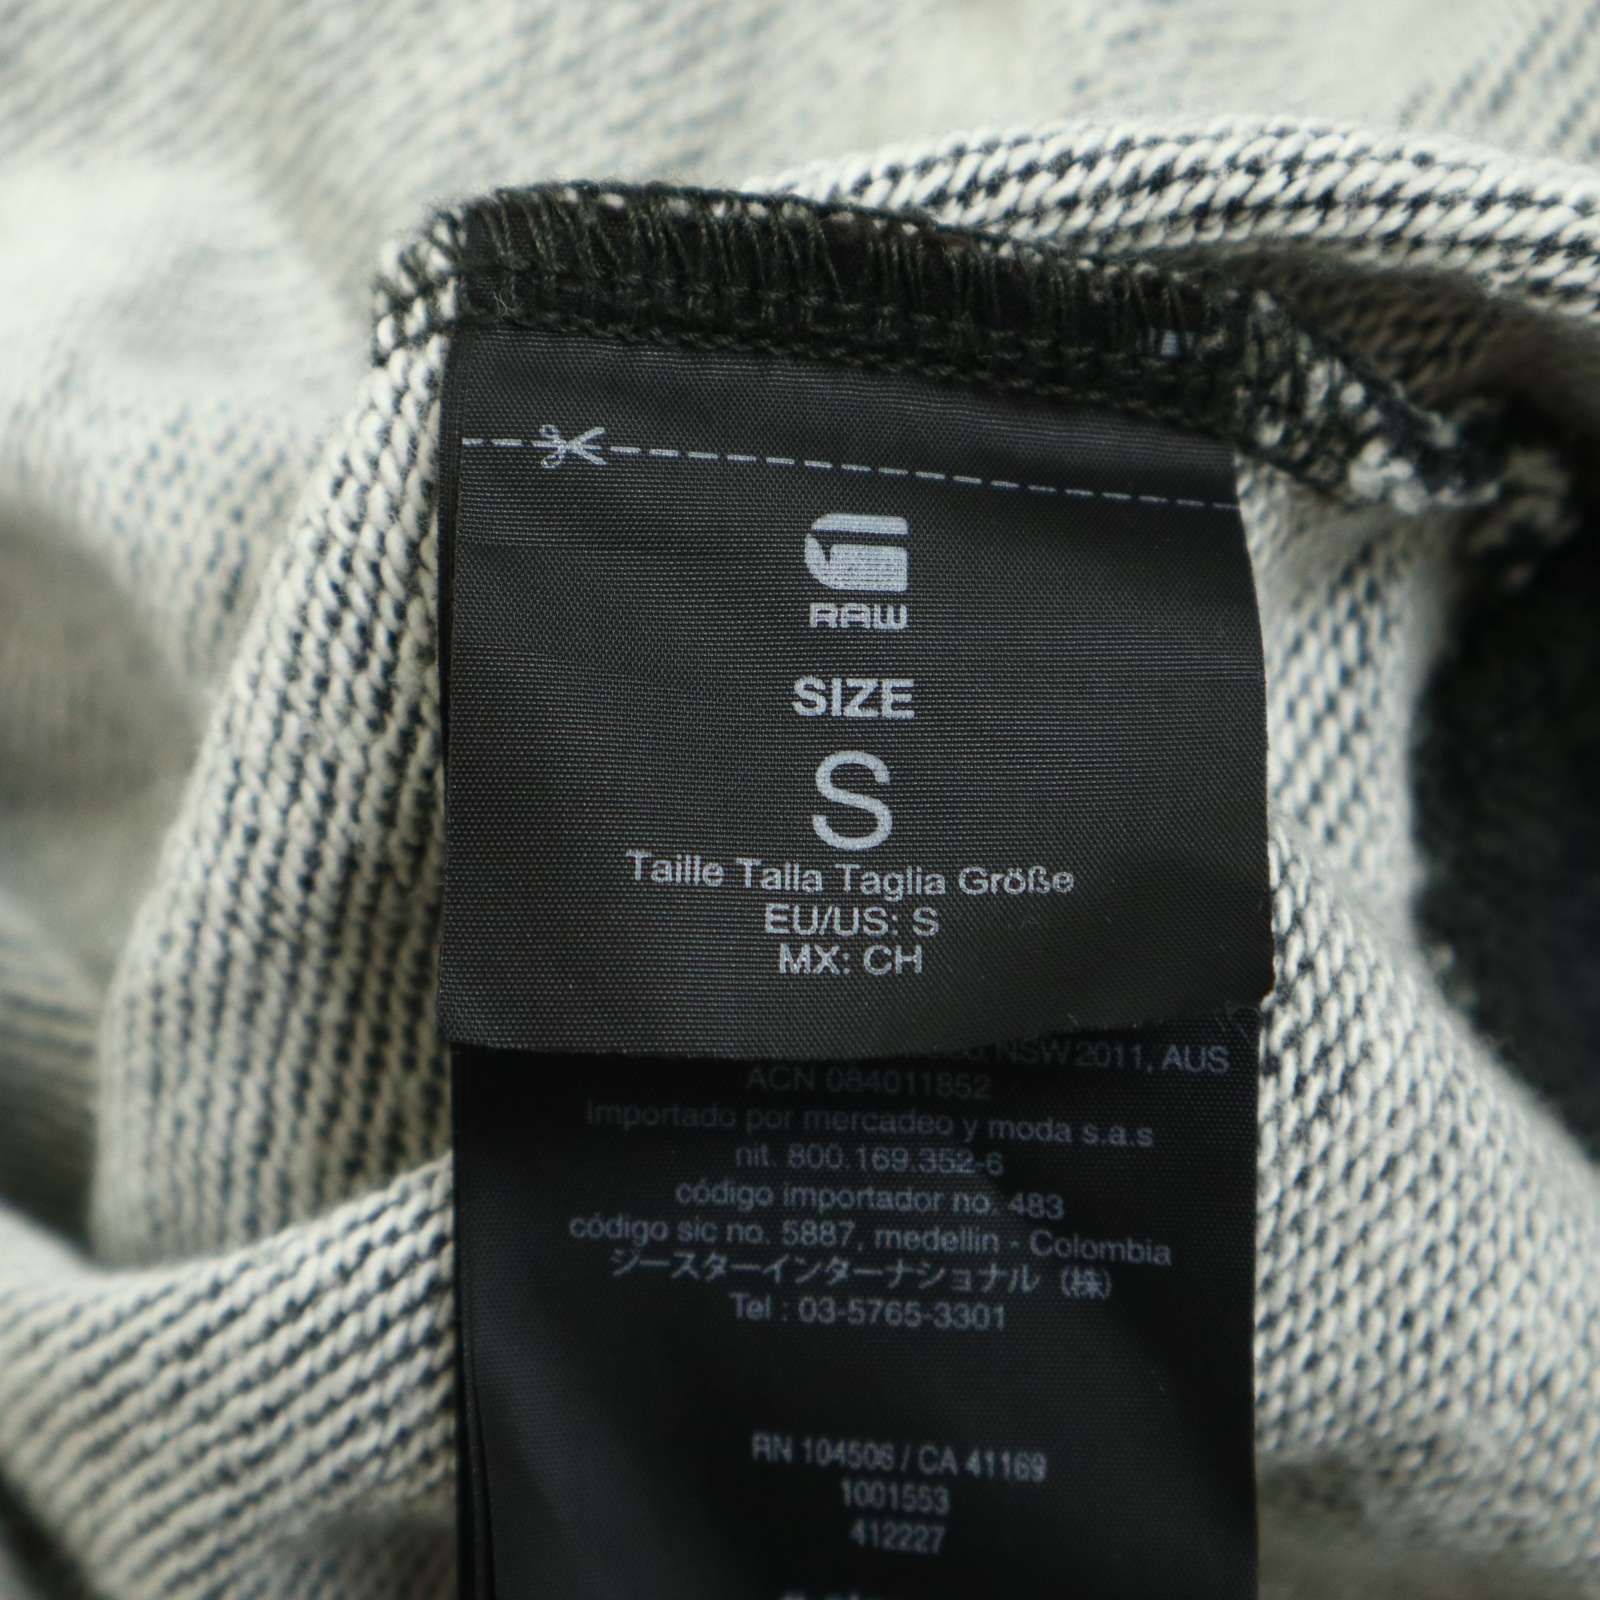 RAW
SIZE
S
Taille Talla Taglia Größe
EU/US: S
MX: CH
NSW 2011, AUS
ACN 084011852
Importado por mercadeo y moda s.a.s
nit. 800.169.352-6
código importador no. 483
código sic no. 5887, medellin - Colombia
ジースターインターナショナル (株)
Tel : 03-5765-3301
RN 104506 / CA 41169
1001553
412227